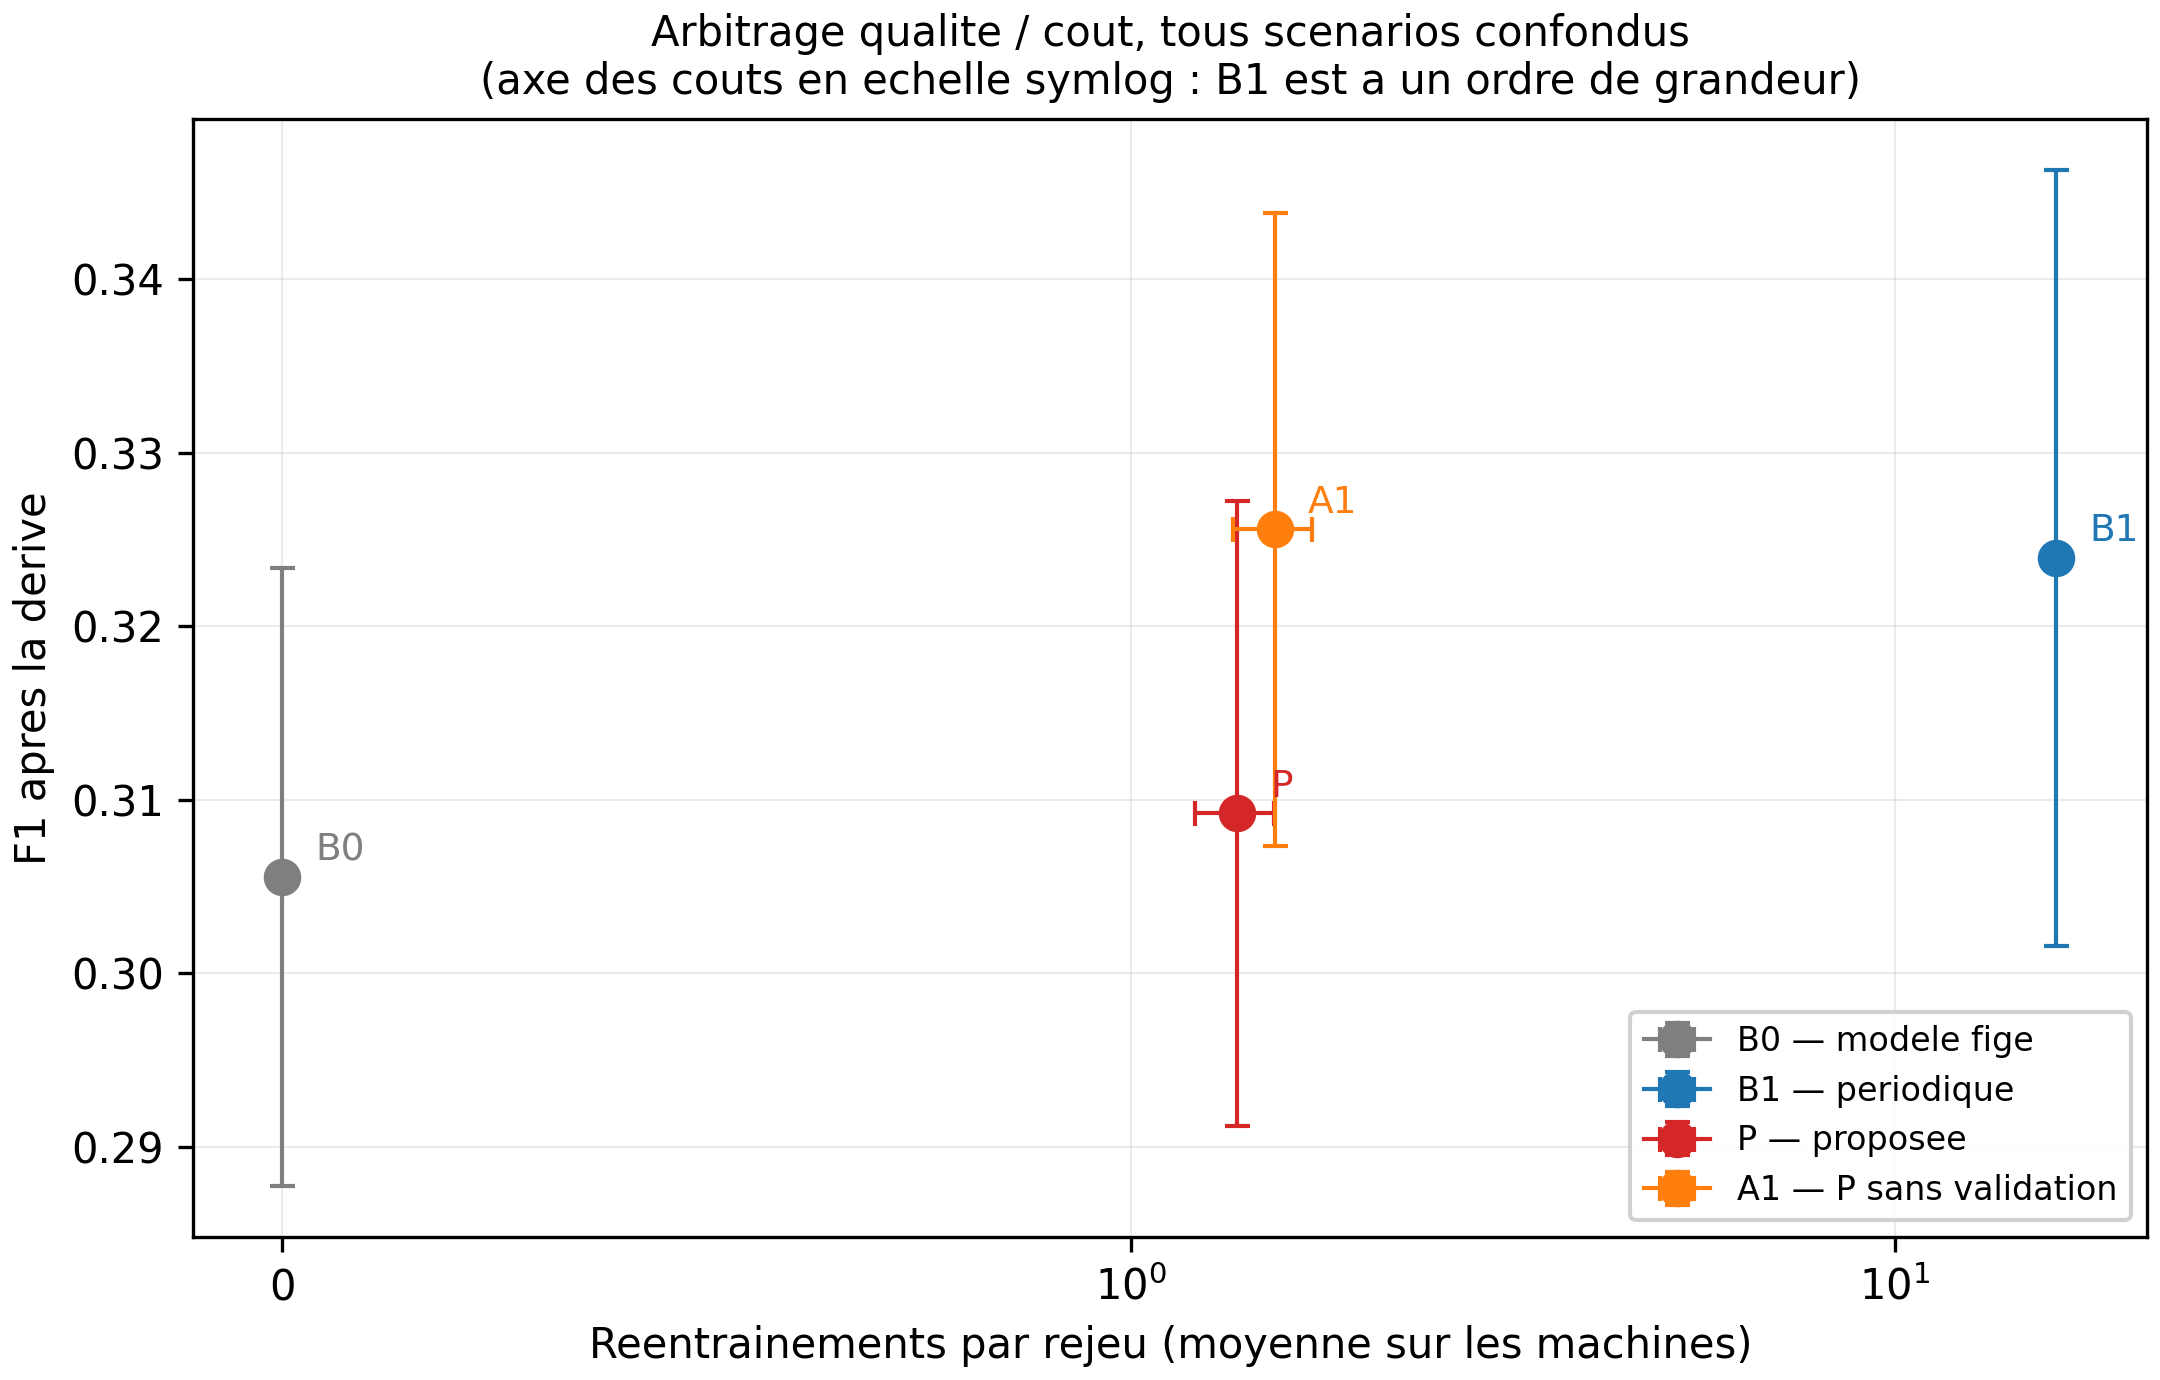 Arbitrage qualite / cout, tous scenarios confondus
(axe des couts en echelle symlog : B1 est a un ordre de grandeur)
F1 apres la derive
0.34
0.33
0.32
0.31
0.30
0.29
B0
P
A1
B1
B0 — modele fige
B1 — periodique
P — proposee
A1 — P sans validation
0
10⁰
10¹
Reentrainements par rejeu (moyenne sur les machines)